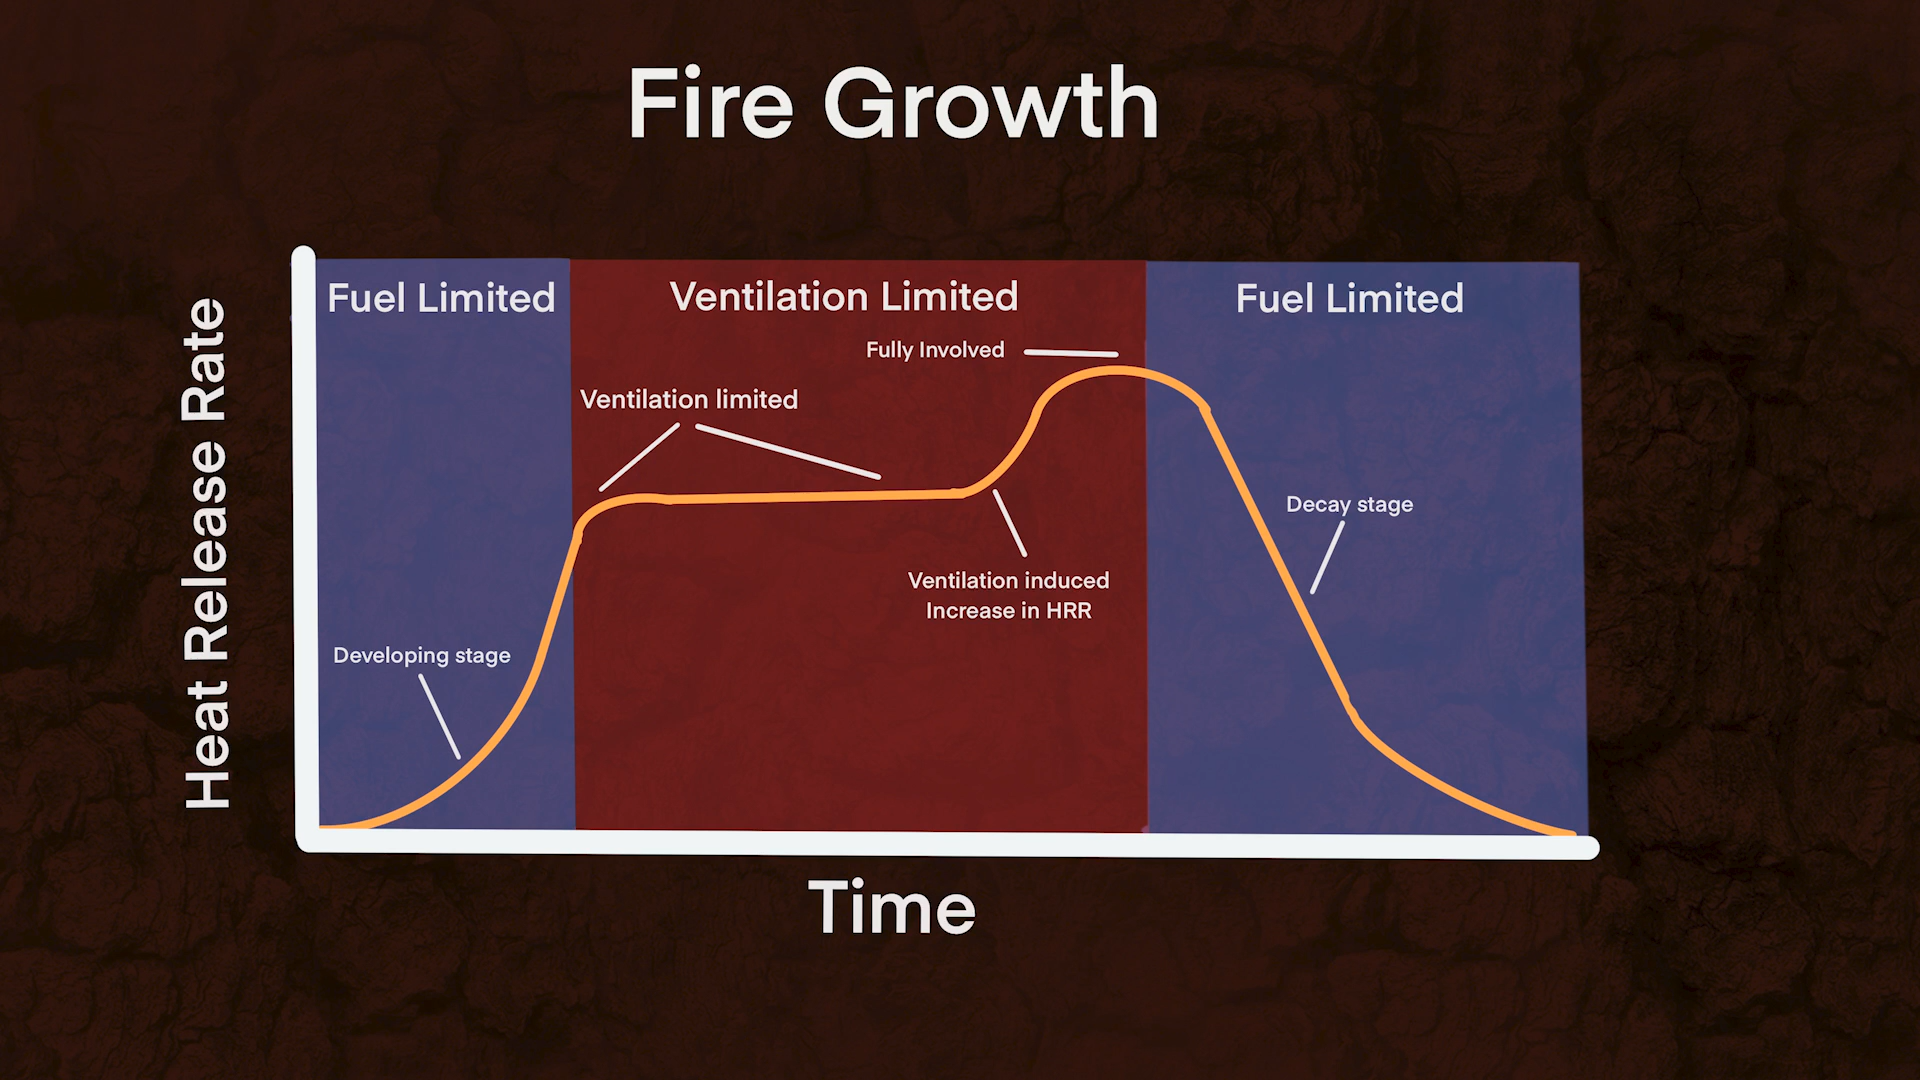 Fire Growth
Heat Release Rate
Fuel Limited
Ventilation Limited
Fuel Limited
Fully Involved
Ventilation limited
Decay stage
Ventilation induced
Increase in HRR
Developing stage
Time